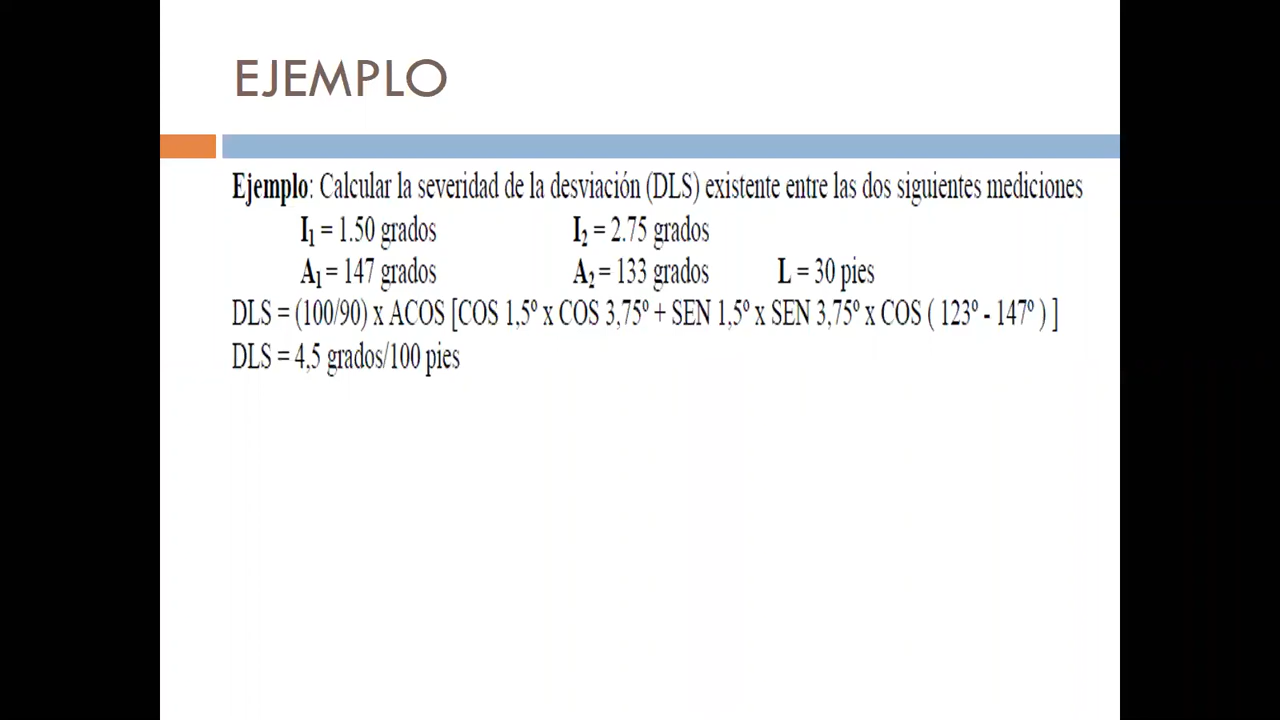 EJEMPLO
Ejemplo: Calcular la severidad de la desviación (DLS) existente entre las dos siguientes mediciones
I1 = 1.50 grados I2 = 2.75 grados
A1 = 147 grados A2 = 133 grados L = 30 pies
DLS = (100/90) x ACOS [COS 1,5º x COS 3,75º + SEN 1,5º x SEN 3,75º x COS ( 123º - 147º ) ]
DLS = 4,5 grados/100 pies